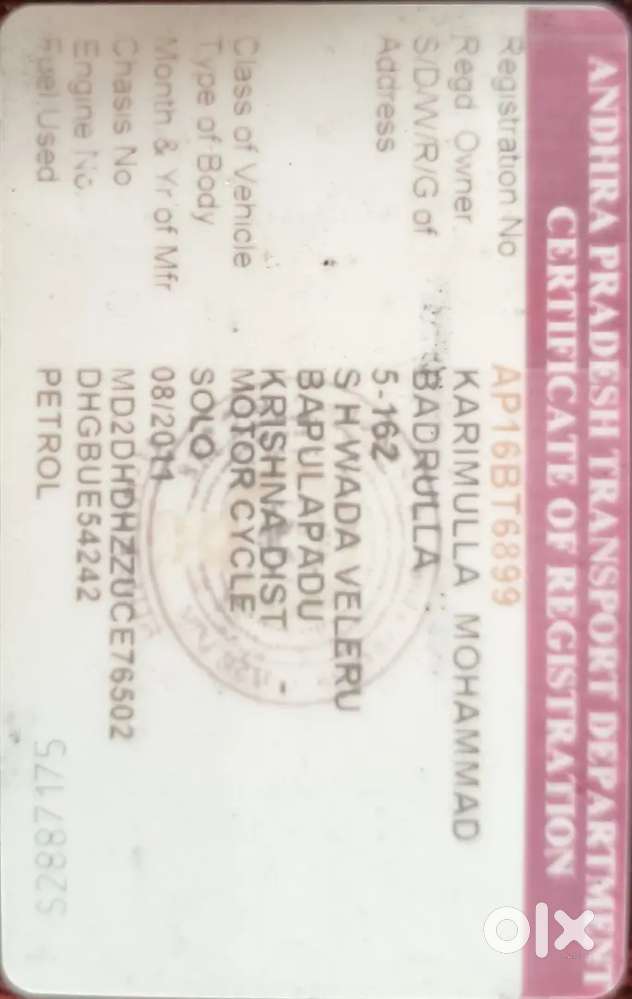 ANDHRA PRADESH TRANSPORT DEPARTMENT
CERTIFICATE OF REGISTRATION
Registration No AP16BT6899
Regd Owner KARIMULLA MOHAMMAD
S/D/W/R/G of BADRULLA
Address 5-162
S H WADA VELERU
BAPULAPADU
KRISHNA DIST -
Class of Vehicle MOTOR CYCLE
Type of Body SOLO
Month & Yr of Mfr 08/2011
Chasis No MD2DHDHZZUCE76502
Engine No. DHGBUE54242
Fuel Used PETROL
52887175
olx